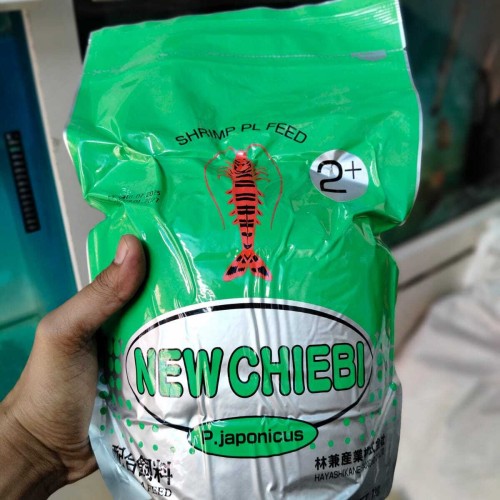 SHRIMP PL FEED
2+
NEW CHIEBI
P.japonicus
配合飼料
FEED
林兼産業株式会社
HAYASHIKANE